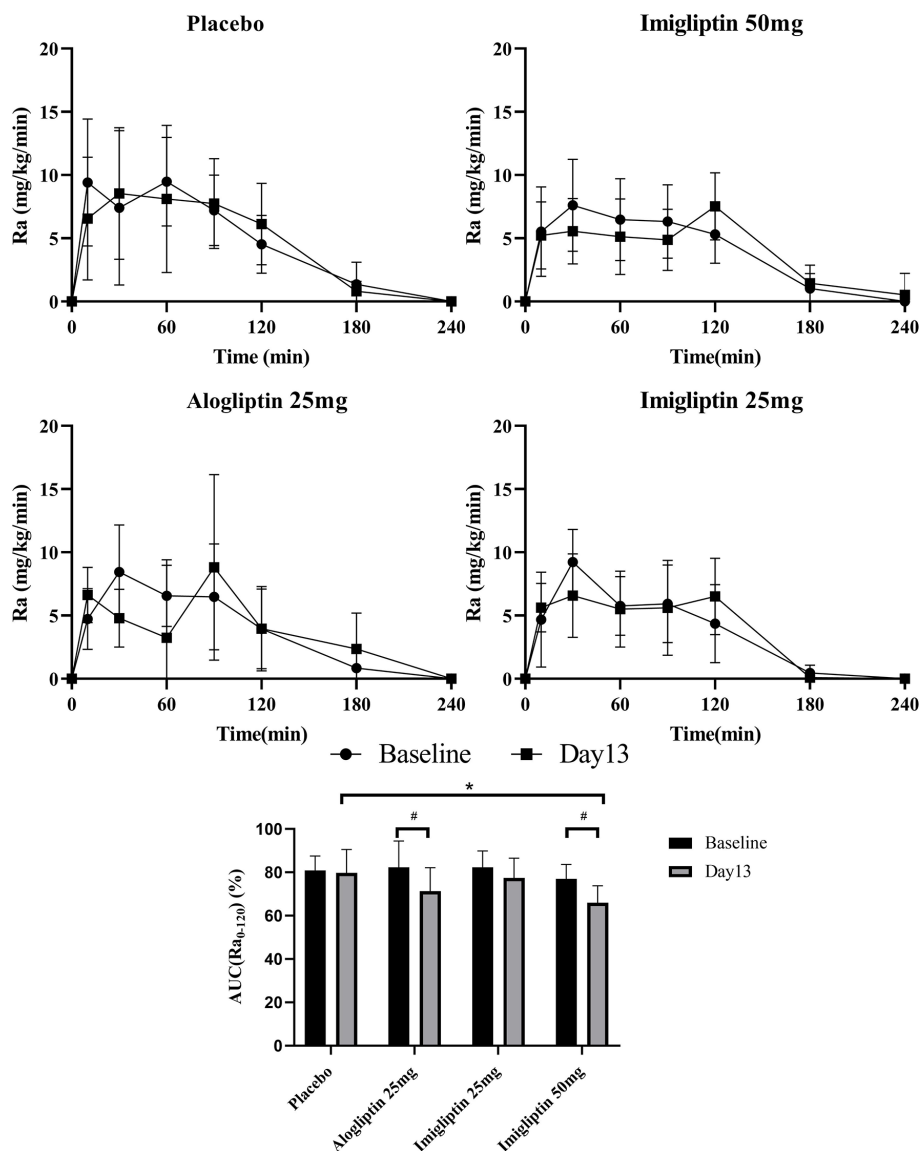 Placebo
Ra (mg/kg/min)
20
15
10
5
0
0 60 120 180 240
Time (min)
Imigliptin 50mg
Ra (mg/kg/min)
20
15
10
5
0
0 60 120 180 240
Time(min)
Alogliptin 25mg
Ra (mg/kg/min)
20
15
10
5
0
0 60 120 180 240
Time(min)
Imigliptin 25mg
Ra (mg/kg/min)
20
15
10
5
0
0 60 120 180 240
Time(min)
Baseline Day13
*
# #
AUC(Ra0-120) (%)
100
80
60
40
20
0
Placebo
Alogliptin 25mg
Imigliptin 25mg
Imigliptin 50mg
Baseline
Day13